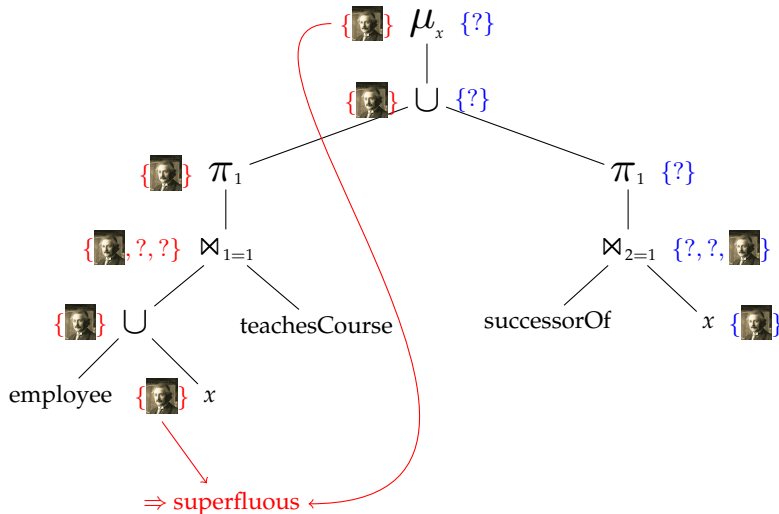 { } μx {?}
{ } ∪ {?}
{ } π1
π1 {?}
{ , ?, ?} ⋈1=1
⋈2=1 {?, ?, }
{ } ∪
teachesCourse
successorOf
x { }
employee { } x
⇒ superfluous